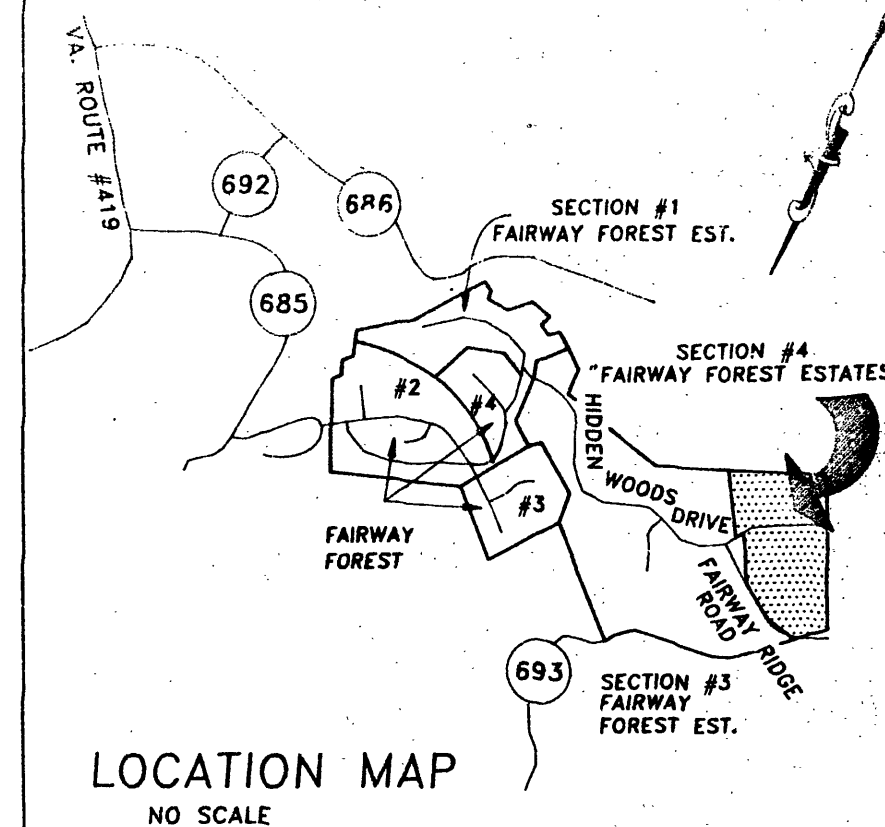 VA. ROUTE #419
692
686
SECTION #1
FAIRWAY FOREST EST.
685
SECTION #4
"FAIRWAY FOREST ESTATES
#2
#4
HIDDEN
WOODS
DRIVE
#3
FAIRWAY
FOREST
FAIRWAY RIDGE
ROAD
693
SECTION #3
FAIRWAY
FOREST EST.
LOCATION MAP
NO SCALE